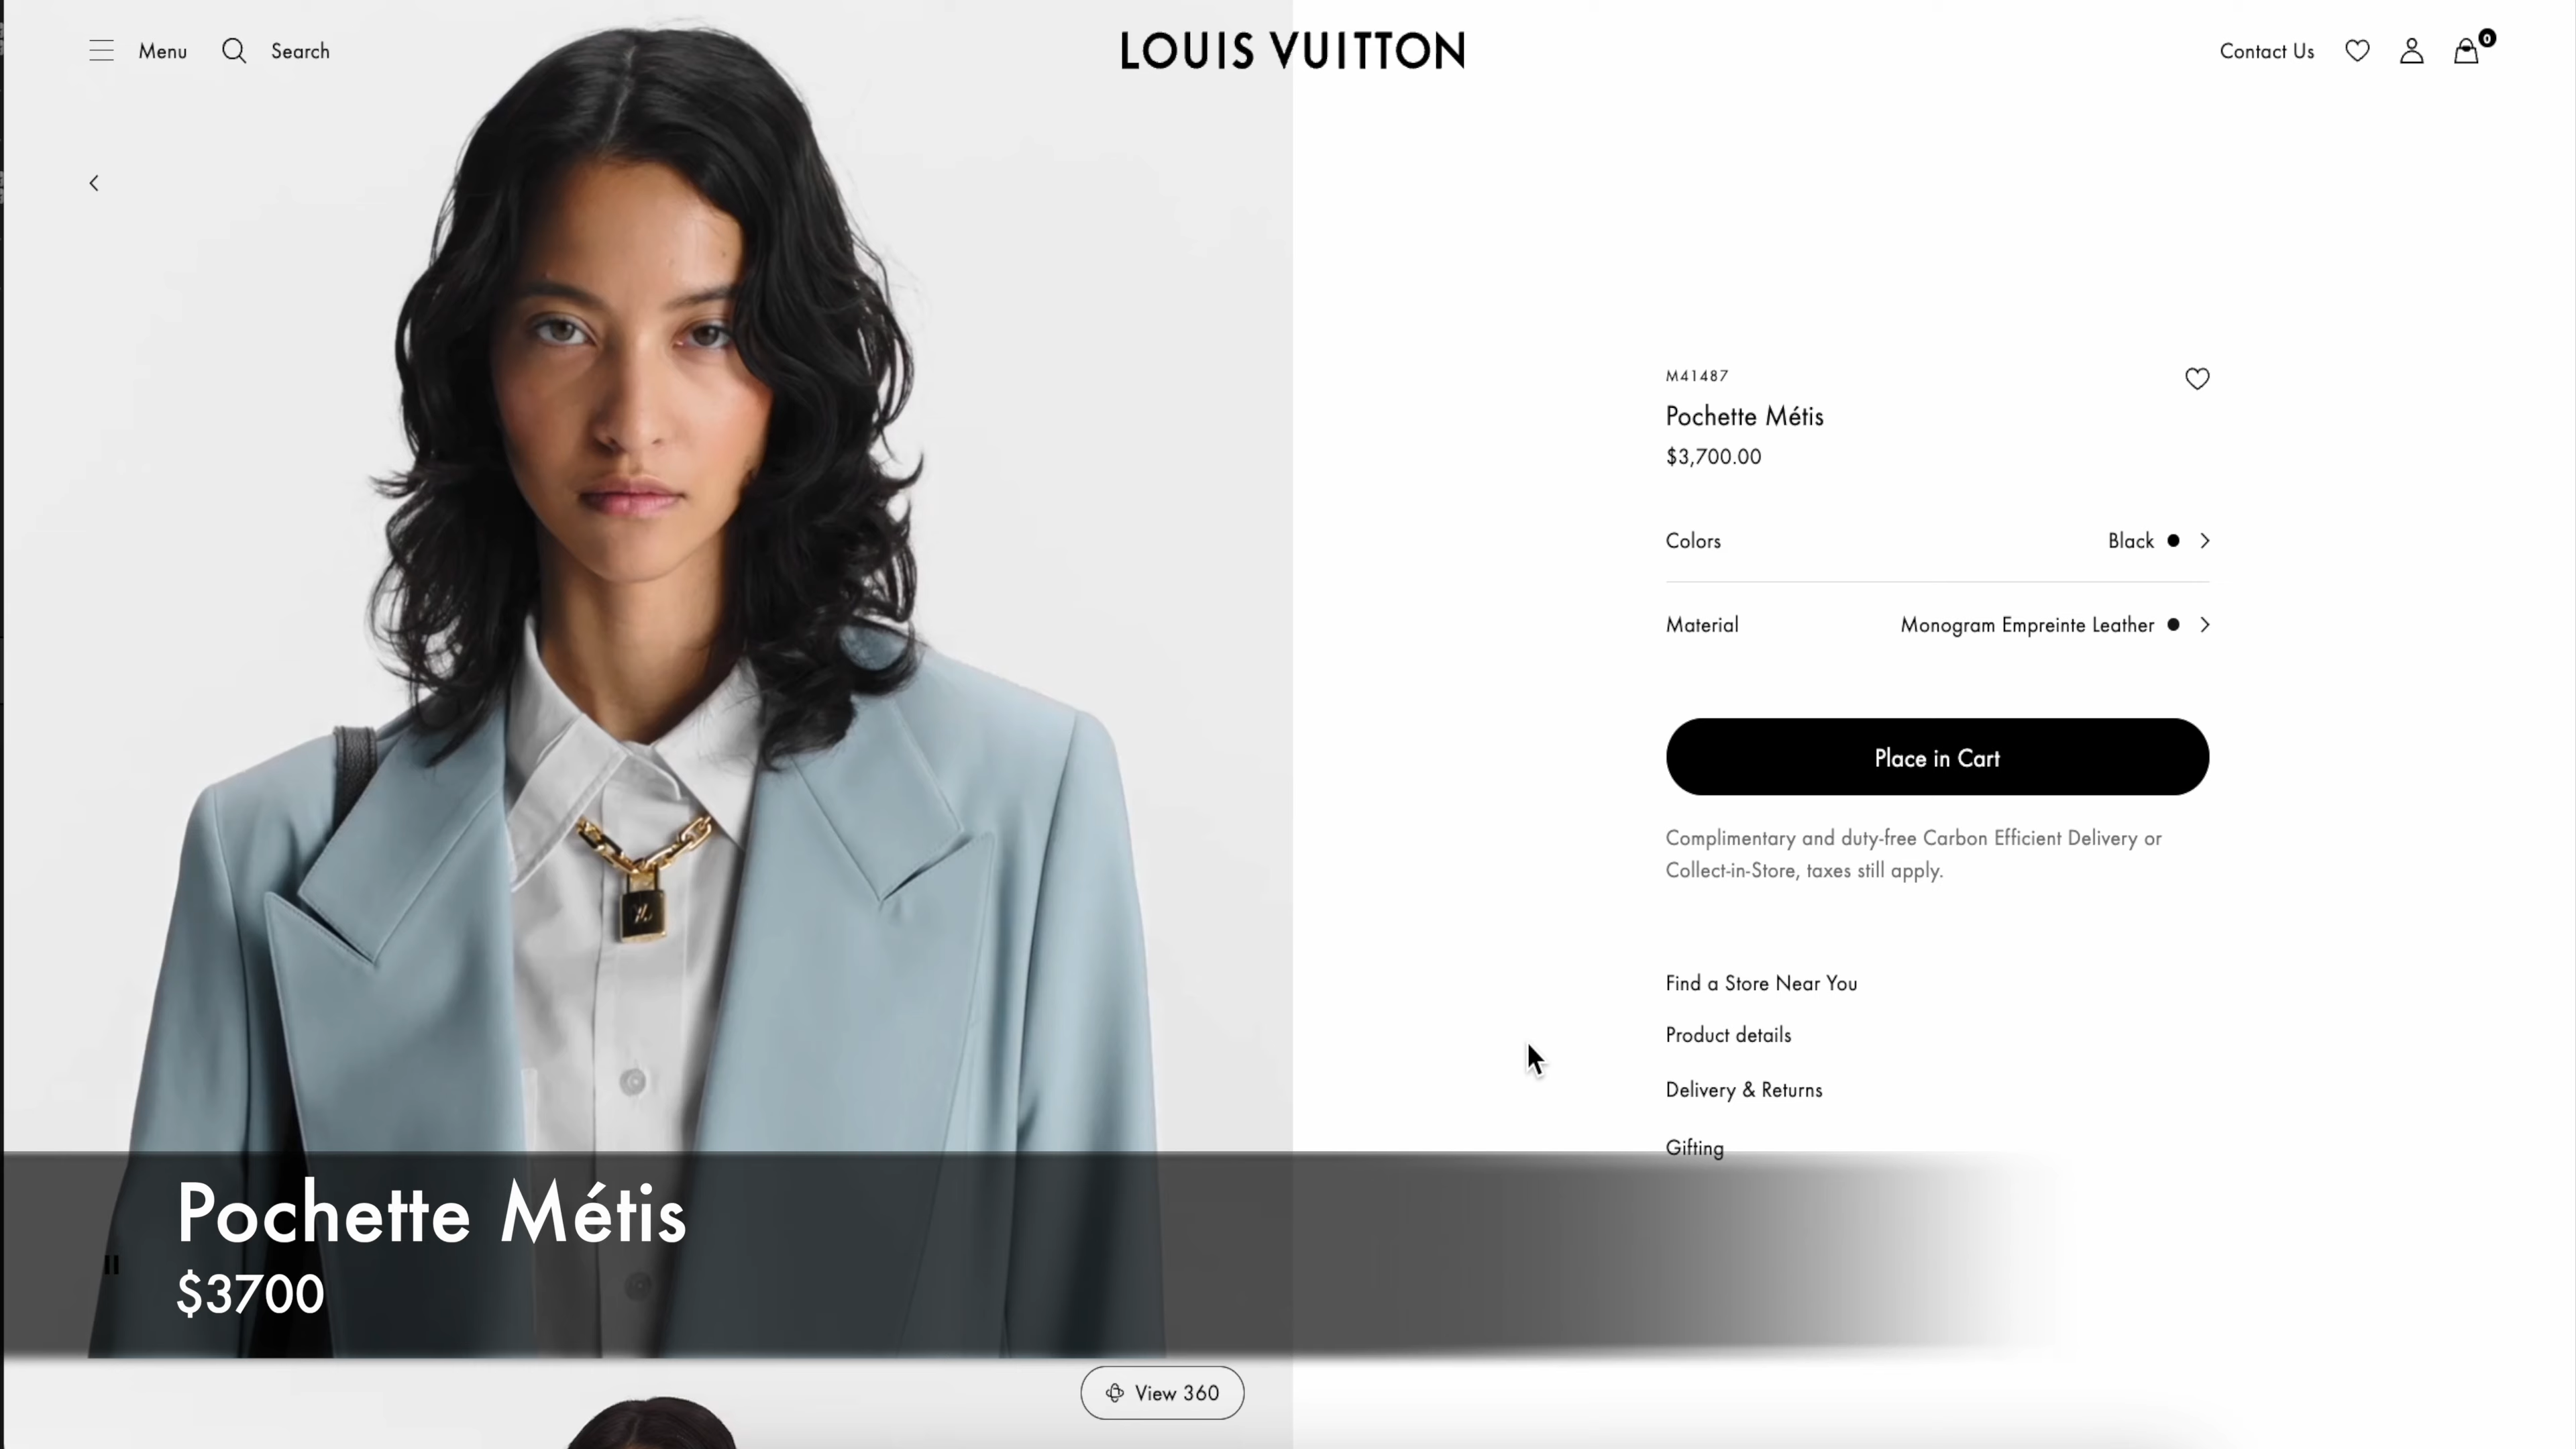 Menu
Search
LOUIS VUITTON
Contact Us
0
M41487
Pochette Métis
$3,700.00
Colors
Black
Material
Monogram Empreinte Leather
Place in Cart
Complimentary and duty-free Carbon Efficient Delivery or
Collect-in-Store, taxes still apply.
Find a Store Near You
Product details
Delivery & Returns
Gifting
Pochette Métis
$3700
View 360